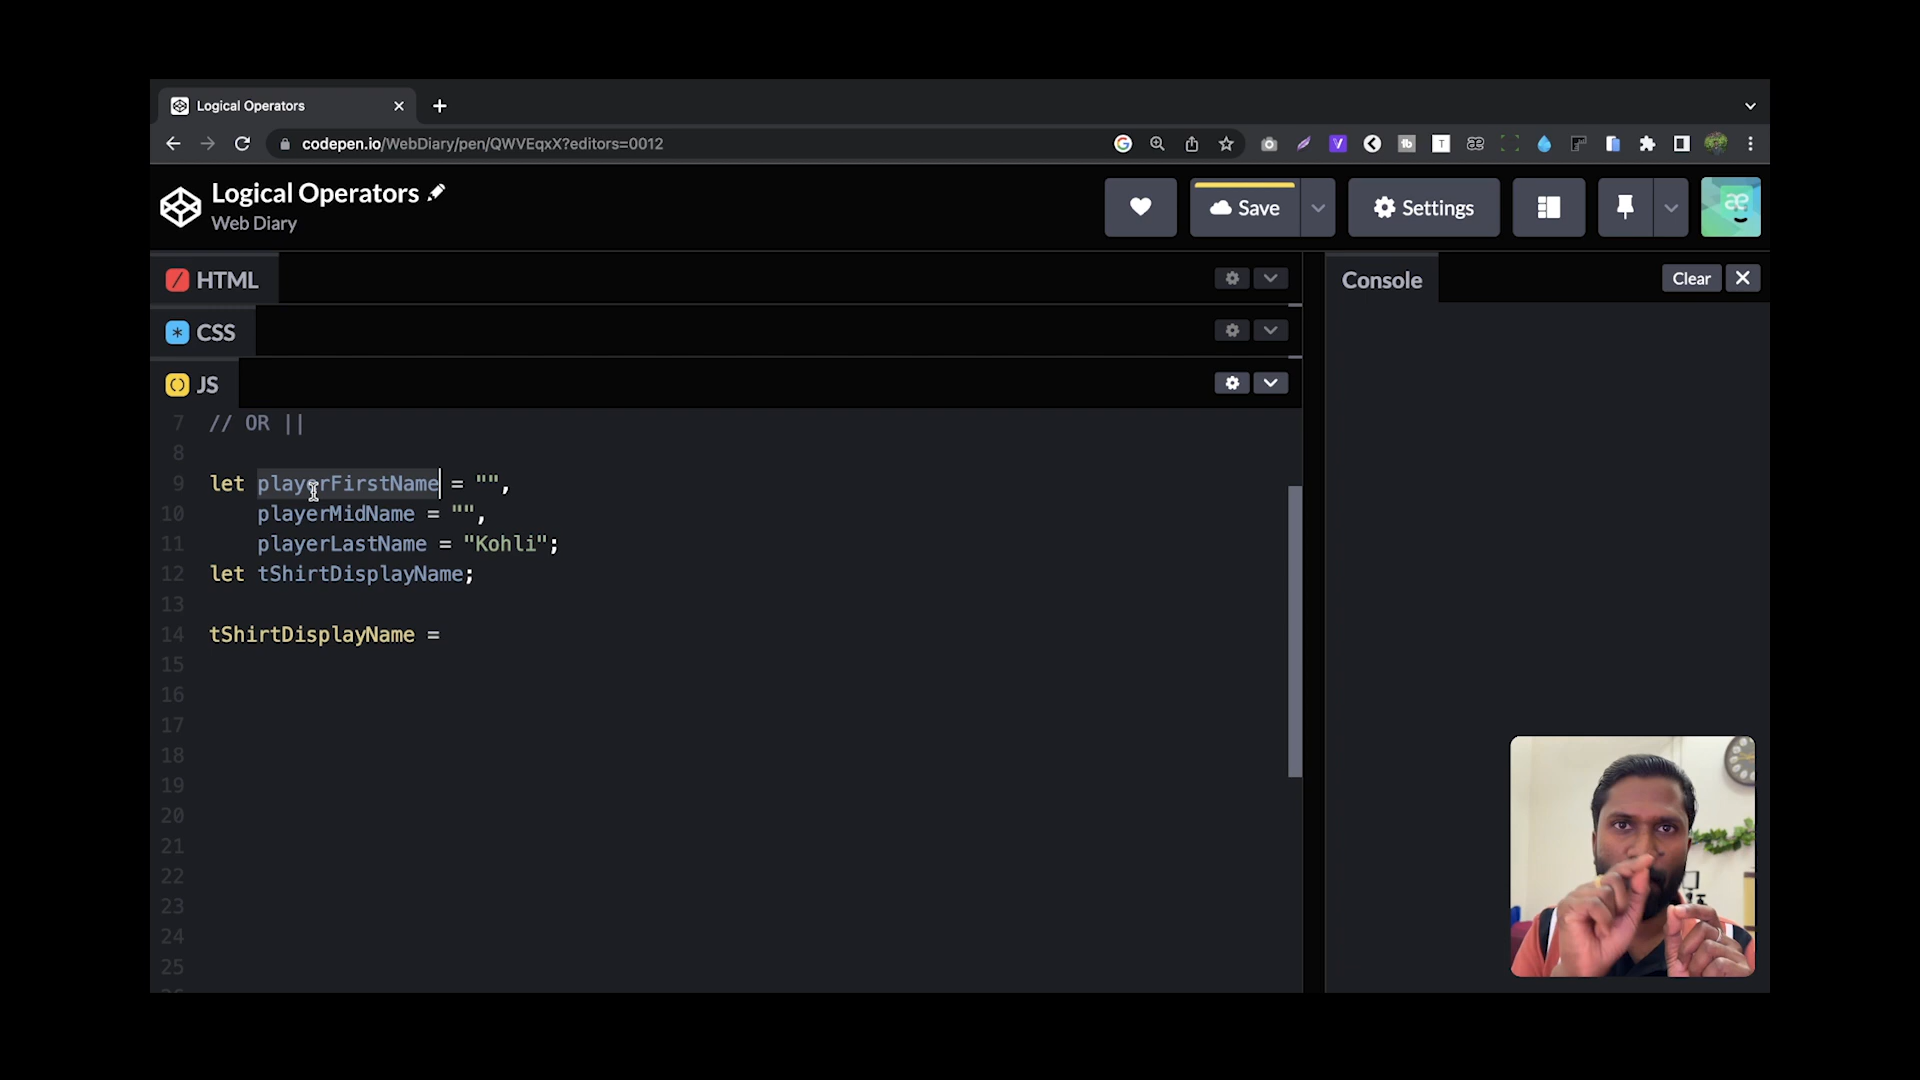 Logical Operators
codepen.io/WebDiary/pen/QWVEqxX?editors=0012
Logical Operators
Web Diary
Save
Settings
HTML
CSS
JS
Console
Clear
7 // OR ||
8
9 let playerFirstName = "",
10 playerMidName = "",
11 playerLastName = "Kohli";
12 let tShirtDisplayName;
13
14 tShirtDisplayName =
15
16
17
18
19
20
21
22
23
24
25